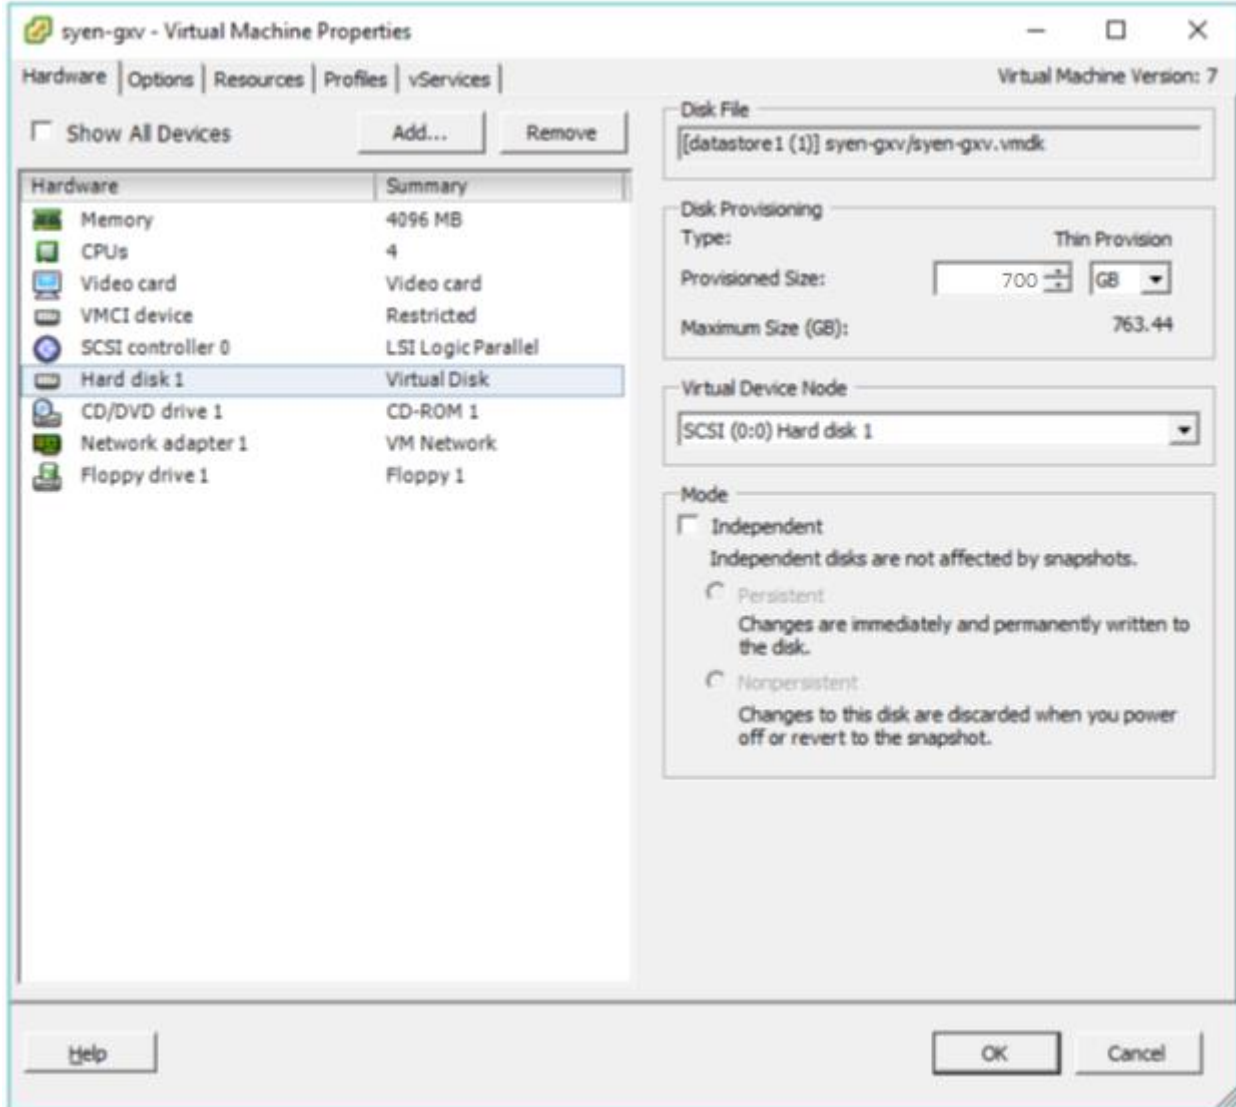 syen-gxv - Virtual Machine Properties
Hardware Options Resources Profiles vServices
Virtual Machine Version: 7
Show All Devices
Add...
Remove
Hardware Summary
Memory 4096 MB
CPUs 4
Video card Video card
VMCI device Restricted
SCSI controller 0 LSI Logic Parallel
Hard disk 1 Virtual Disk
CD/DVD drive 1 CD-ROM 1
Network adapter 1 VM Network
Floppy drive 1 Floppy 1
Disk File
[datastore1 (1)] syen-gxv/syen-gxv.vmdk
Disk Provisioning
Type: Thin Provision
Provisioned Size: 700 GB
Maximum Size (GB): 763.44
Virtual Device Node
SCSI (0:0) Hard disk 1
Mode
Independent
Independent disks are not affected by snapshots.
Persistent
Changes are immediately and permanently written to
the disk.
Nonpersistent
Changes to this disk are discarded when you power
off or revert to the snapshot.
Help
OK
Cancel